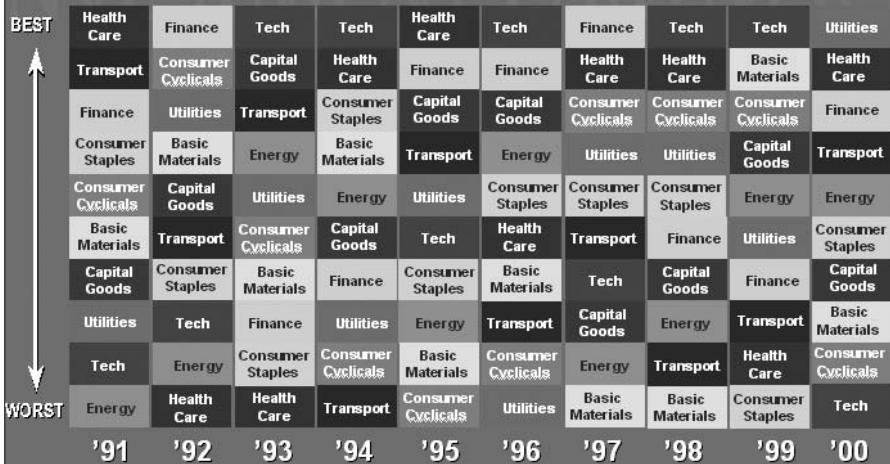 BEST
Health
Care
Finance
Tech
Tech
Health
Care
Tech
Finance
Tech
Tech
Utilities
Transport
Consumer
Cyclicals
Capital
Goods
Health
Care
Finance
Finance
Health
Care
Health
Care
Basic
Materials
Health
Care
Finance
Utilities
Transport
Consumer
Staples
Capital
Goods
Capital
Goods
Consumer
Cyclicals
Consumer
Cyclicals
Consumer
Cyclicals
Finance
Consumer
Staples
Basic
Materials
Energy
Basic
Materials
Transport
Energy
Utilities
Utilities
Capital
Goods
Transport
Consumer
Cyclicals
Capital
Goods
Utilities
Energy
Utilities
Consumer
Staples
Consumer
Staples
Consumer
Staples
Energy
Energy
Basic
Materials
Transport
Consumer
Cyclicals
Capital
Goods
Tech
Health
Care
Transport
Finance
Utilities
Consumer
Staples
Capital
Goods
Consumer
Staples
Basic
Materials
Finance
Consumer
Staples
Basic
Materials
Tech
Capital
Goods
Finance
Capital
Goods
Utilities
Tech
Finance
Utilities
Energy
Transport
Capital
Goods
Energy
Transport
Basic
Materials
Tech
Energy
Consumer
Staples
Consumer
Cyclicals
Basic
Materials
Consumer
Cyclicals
Energy
Transport
Health
Care
Consumer
Cyclicals
WORST
Energy
Health
Care
Health
Care
Transport
Consumer
Cyclicals
Utilities
Basic
Materials
Basic
Materials
Consumer
Staples
Tech
'91 '92 '93 '94 '95 '96 '97 '98 '99 '00